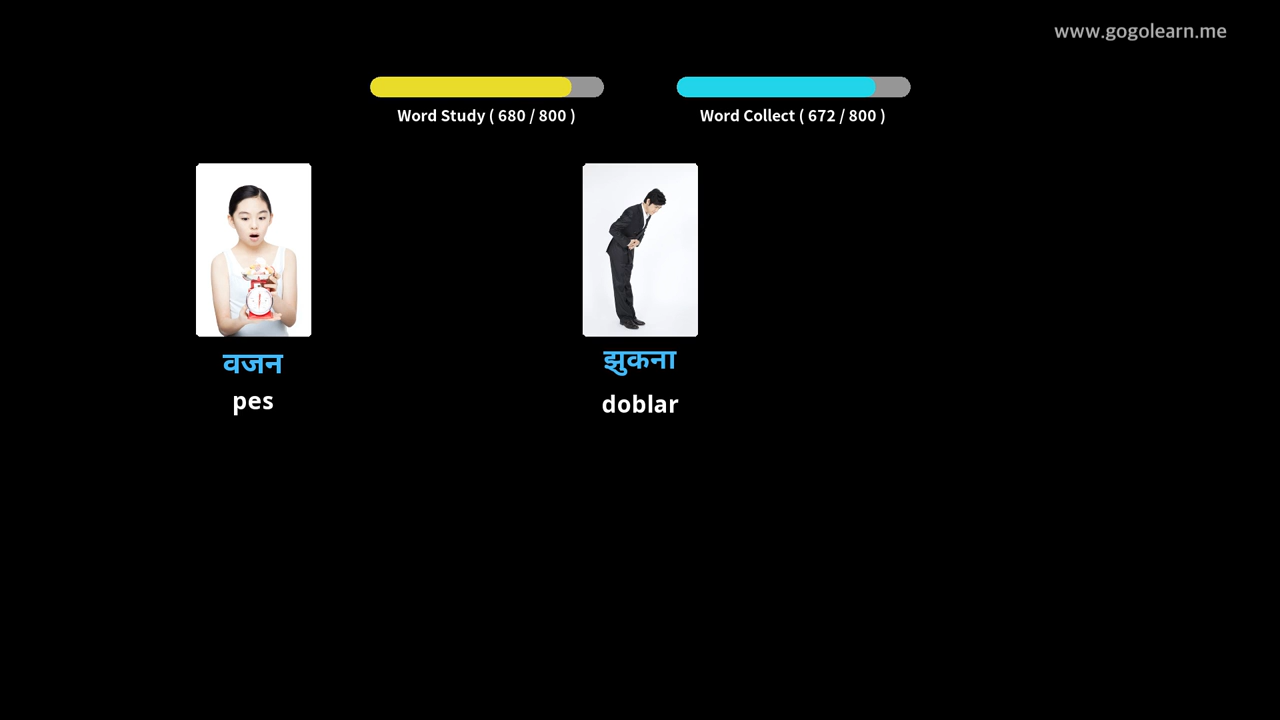 www.gogolearn.me
Word Study ( 680 / 800 )
Word Collect ( 672 / 800 )
वजन
pes
झुकना
doblar